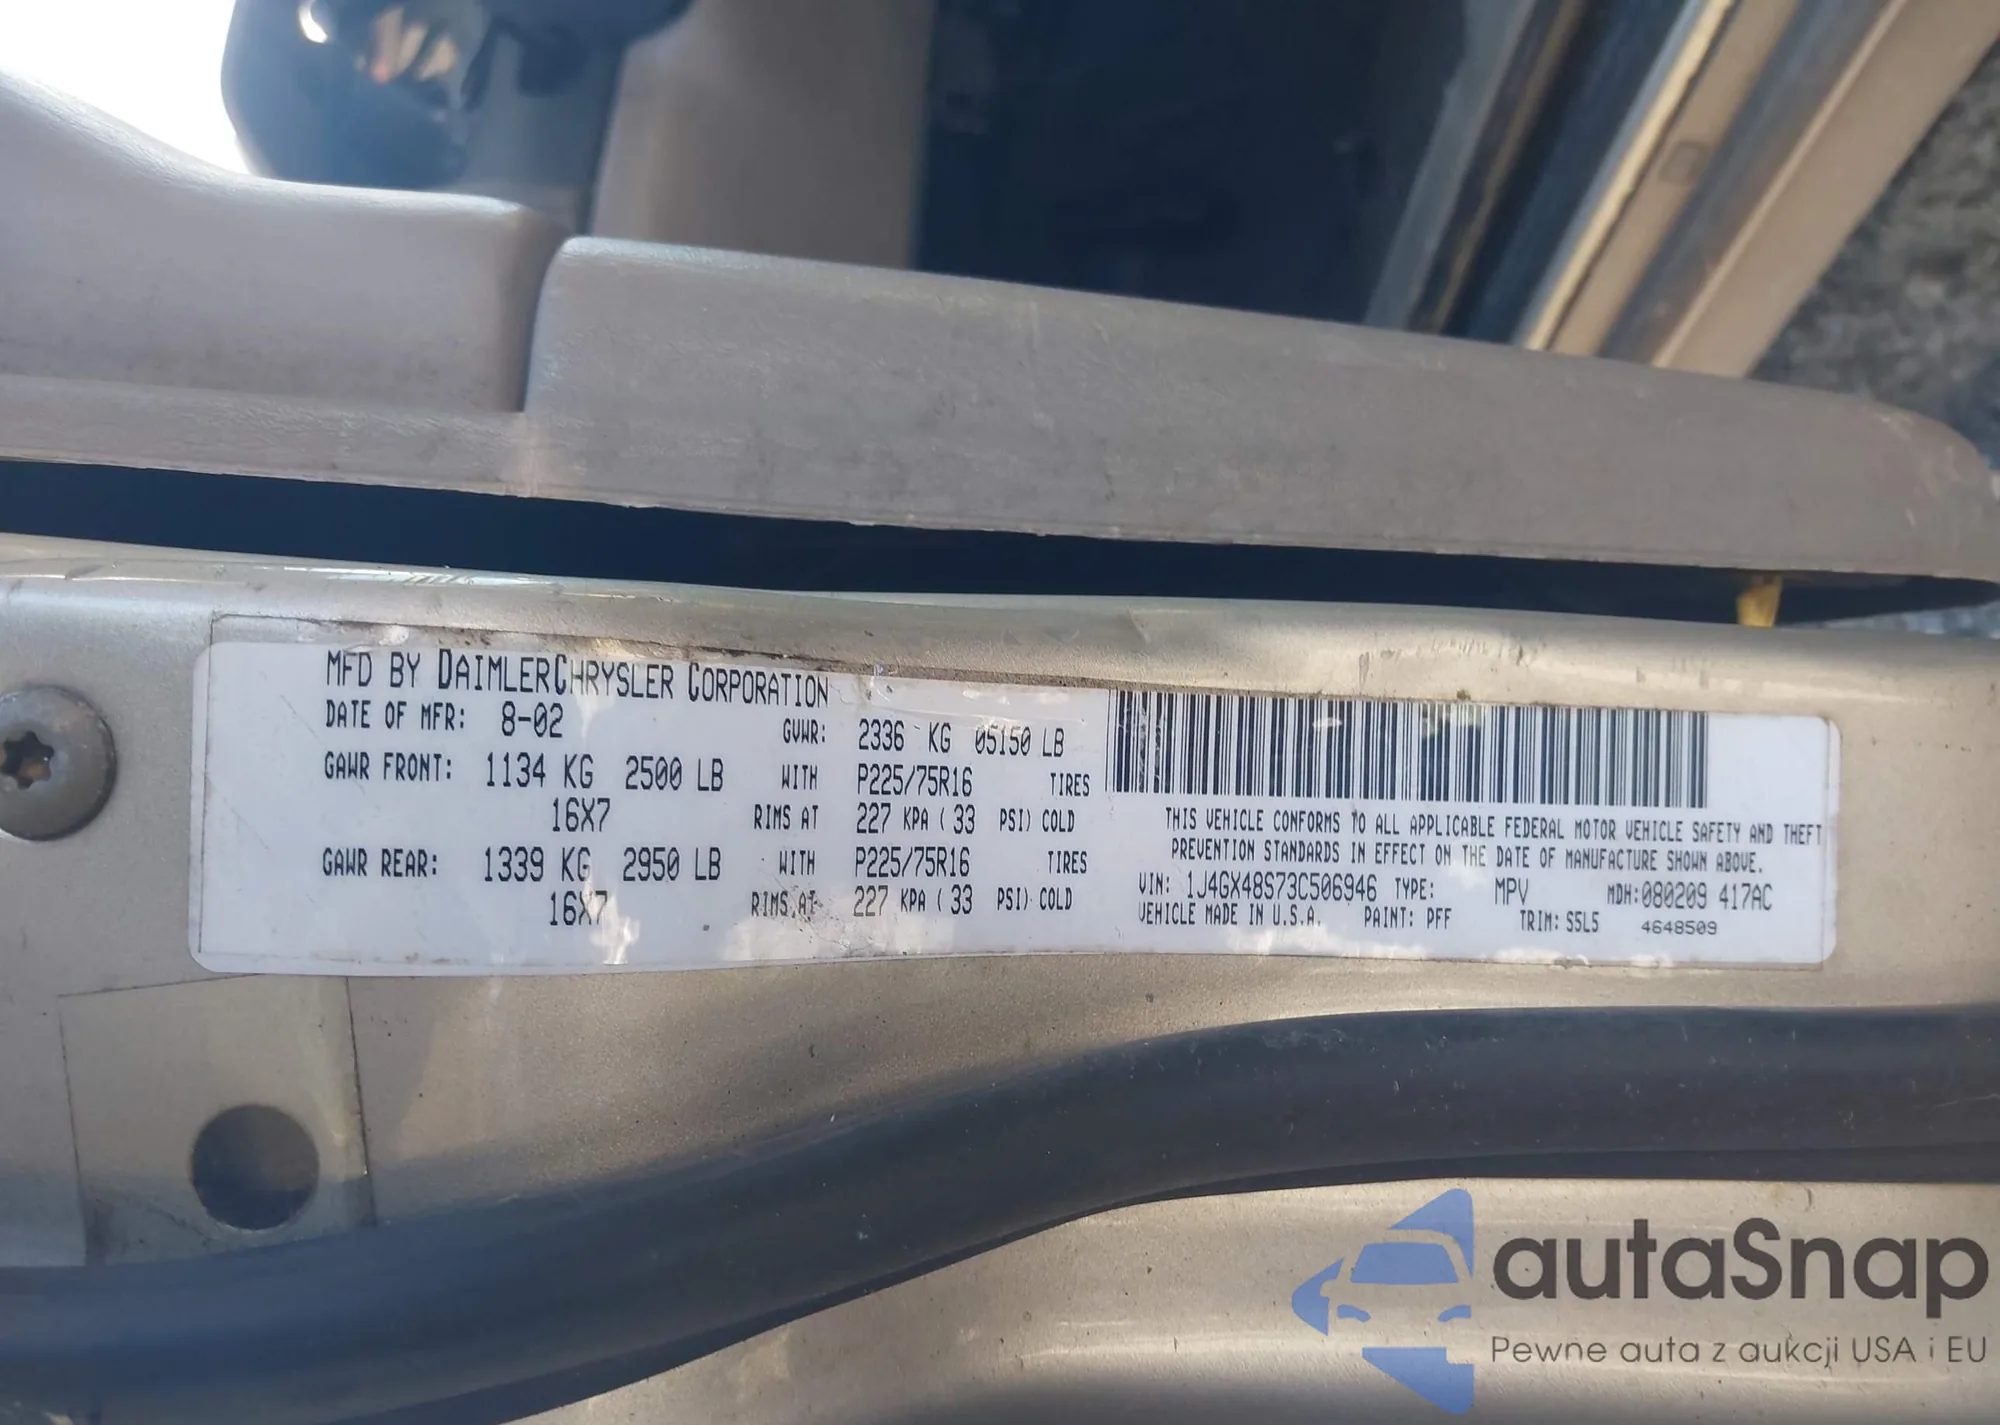 MFD BY DAIMLERCHRYSLER CORPORATION
DATE OF MFR: 8-02 GVWR: 2336 KG 05150 LB
GAWR FRONT: 1134 KG 2500 LB WITH P225/75R16 TIRES
16X7 RIMS AT 227 KPA ( 33 PSI) COLD
GAWR REAR: 1339 KG 2950 LB WITH P225/75R16 TIRES
16X7 RIMS AT 227 KPA ( 33 PSI) COLD
THIS VEHICLE CONFORMS TO ALL APPLICABLE FEDERAL MOTOR VEHICLE SAFETY AND THEFT
PREVENTION STANDARDS IN EFFECT ON THE DATE OF MANUFACTURE SHOWN ABOVE.
VIN: 1J4GX48S73C506946 TYPE: MPV MDH:080209 417AC
VEHICLE MADE IN U.S.A. PAINT: PFF TRIM: S5L5 4648509
autaSnap
Pewne auta z aukcji USA i EU